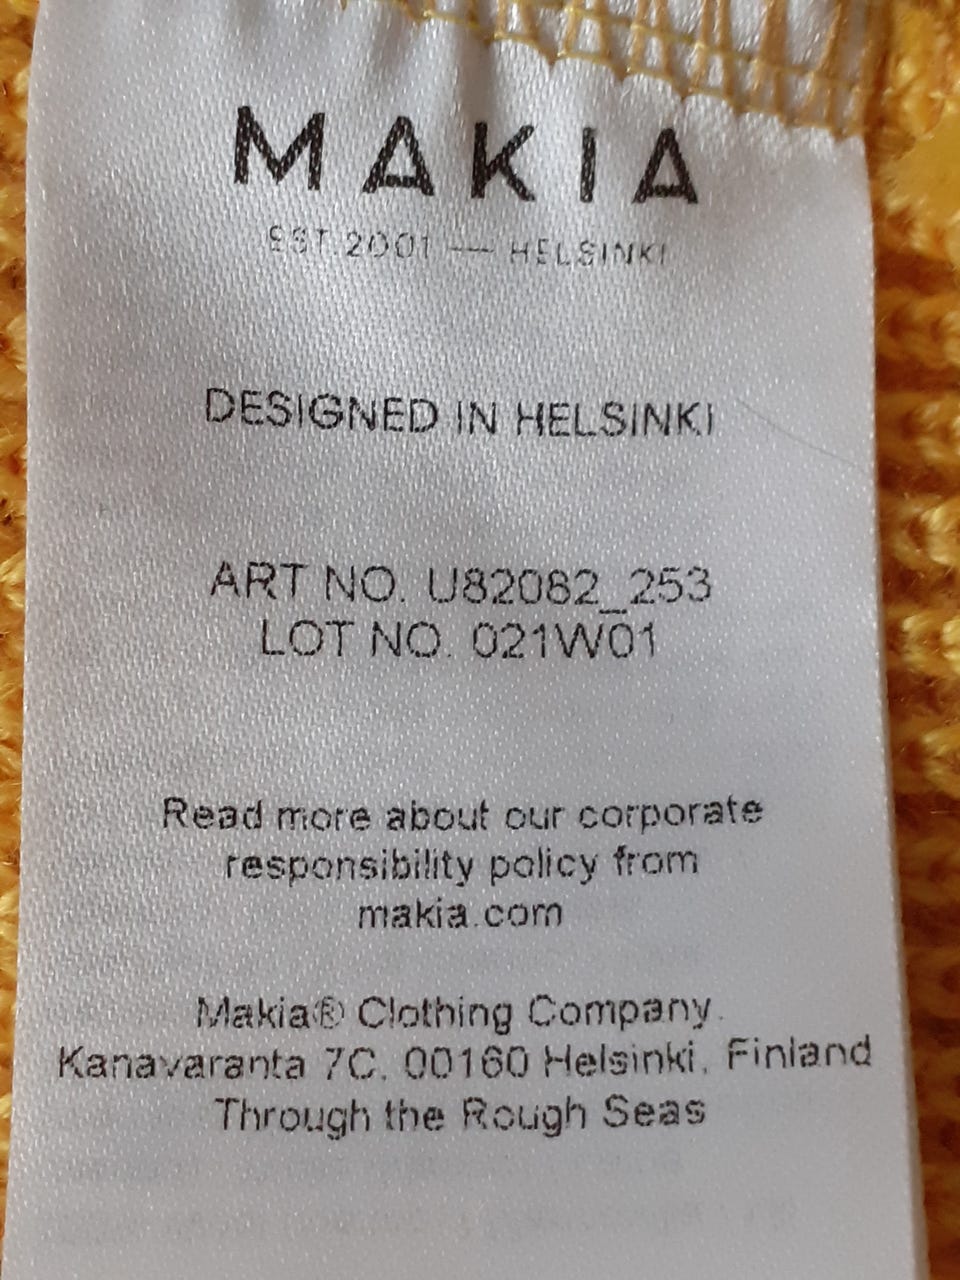 MAKIA
EST.2001 — HELSINKI
DESIGNED IN HELSINKI
ART NO. U82082_253
LOT NO. 021W01
Read more about our corporate
responsibility policy from
makia.com
Makia® Clothing Company.
Kanavaranta 7C, 00160 Helsinki, Finland
Through the Rough Seas